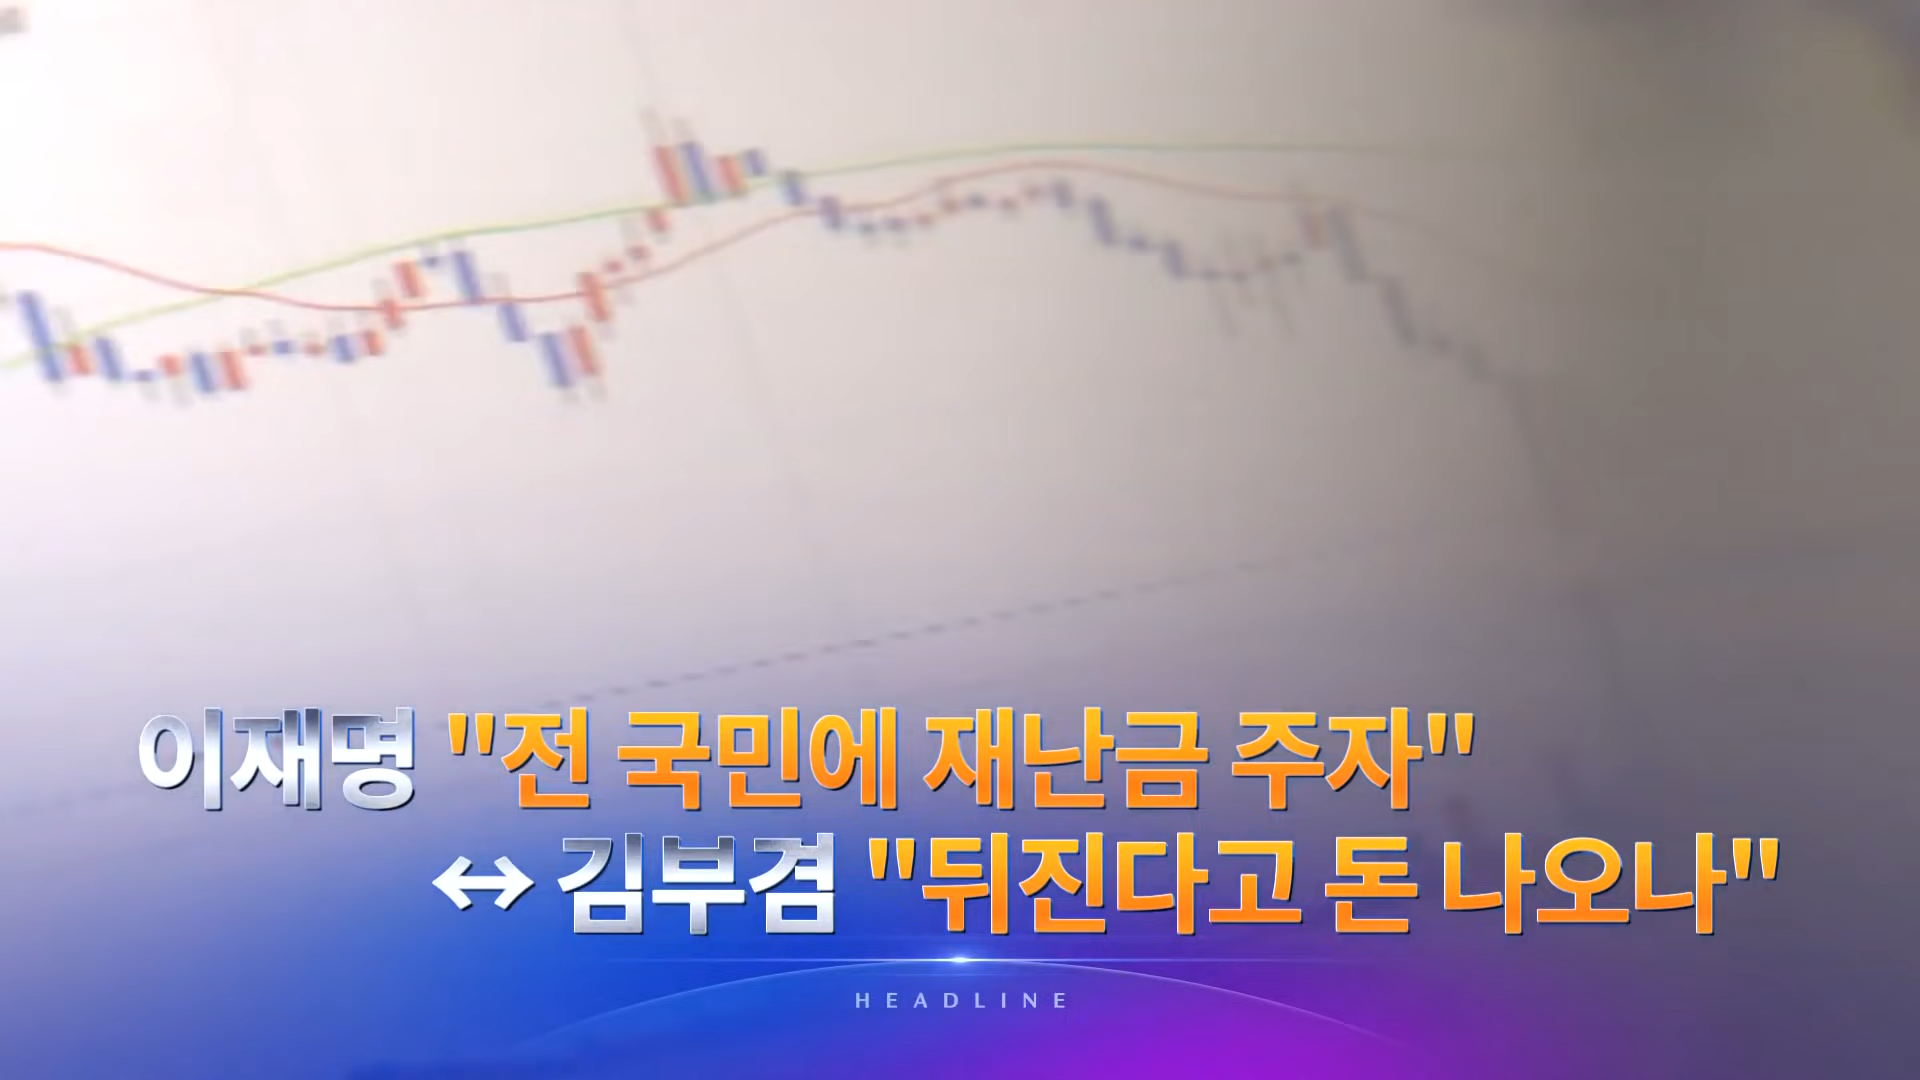 이재명 "전 국민에 재난금 주자"
↔ 김부겸 "뒤진다고 돈 나오나"
HEADLINE